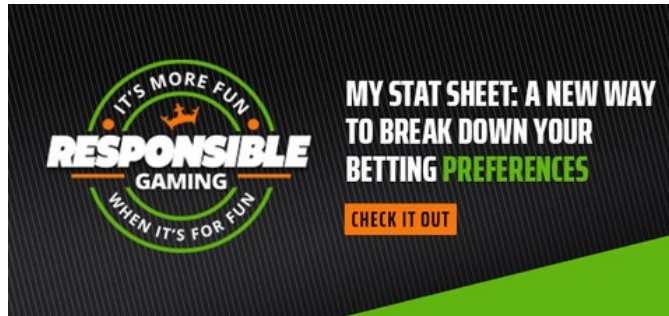 IT'S MORE FUN
RESPONSIBLE
GAMING
WHEN IT'S FOR FUN
MY STAT SHEET: A NEW WAY
TO BREAK DOWN YOUR
BETTING PREFERENCES
CHECK IT OUT